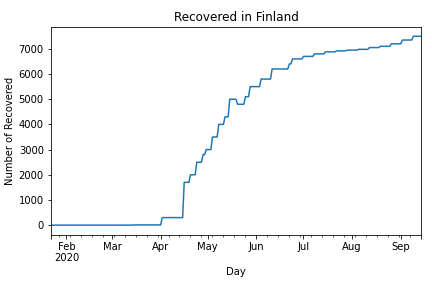 Recovered in Finland
Number of Recovered
7000
6000
5000
4000
3000
2000
1000
0
Feb Mar Apr May Jun Jul Aug Sep
2020
Day